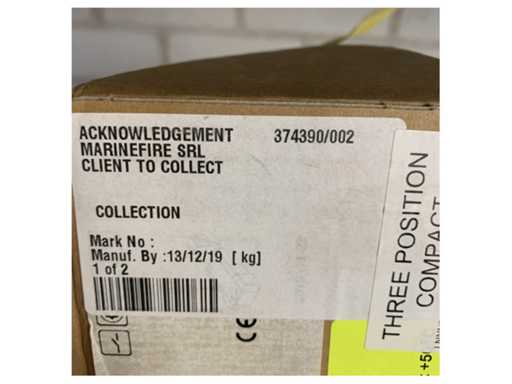 ACKNOWLEDGEMENT 374390/002
MARINEFIRE SRL
CLIENT TO COLLECT
COLLECTION
Mark No :
Manuf. By :13/12/19 [ kg]
1 of 2
CE
THREE POSITION
COMPACT